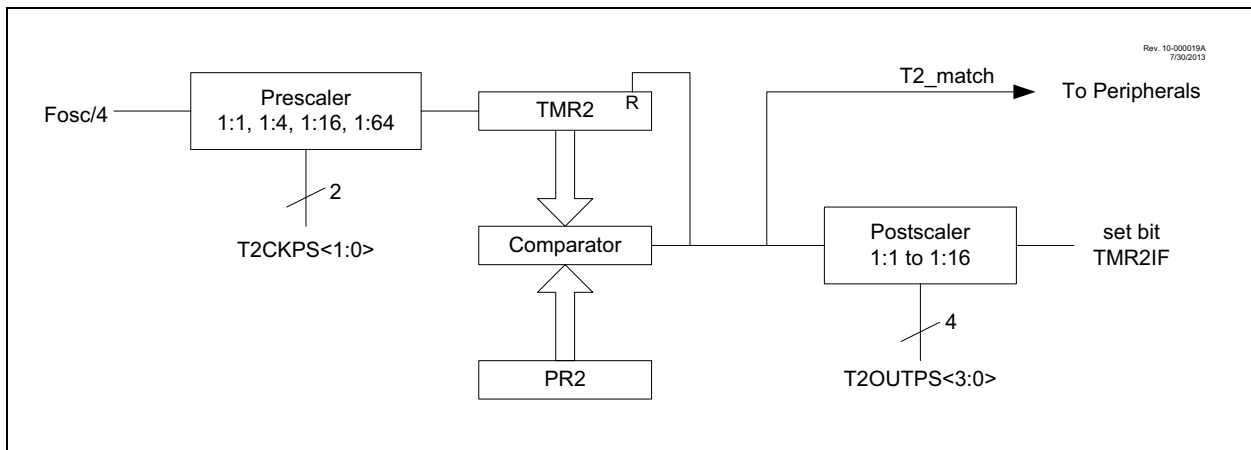 Rev. 10-000019A
7/30/2013
T2_match
To Peripherals
Fosc/4
Prescaler
1:1, 1:4, 1:16, 1:64
TMR2
R
2
T2CKPS<1:0>
Comparator
Postscaler
1:1 to 1:16
set bit
TMR2IF
4
PR2
T2OUTPS<3:0>